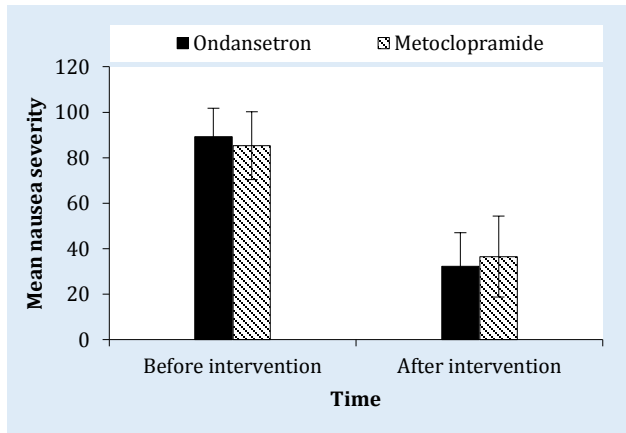 Ondansetron
Metoclopramide
Mean nausea severity
120
100
80
60
40
20
0
Before intervention
After intervention
Time